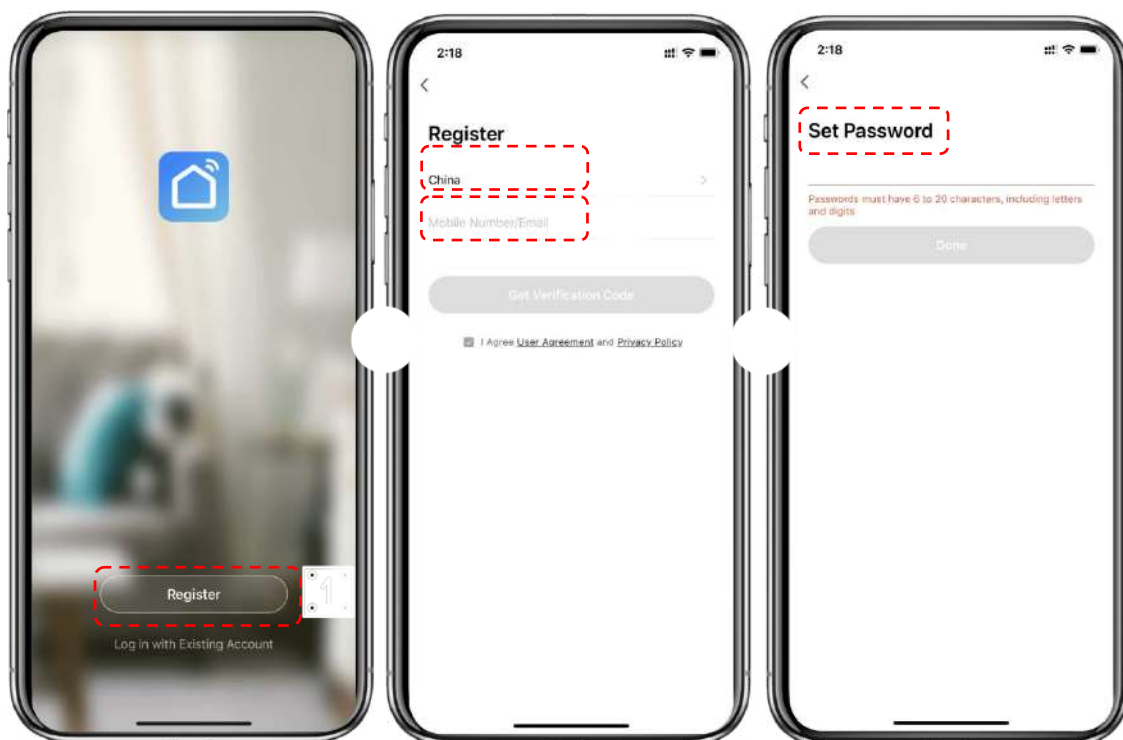 Register
1
Log in with Existing Account
2:18
Register
China
Mobile Number/Email
Get Verification Code
I Agree User Agreement and Privacy Policy
2:18
Set Password
Passwords must have 6 to 20 characters, including letters
and digits
Done